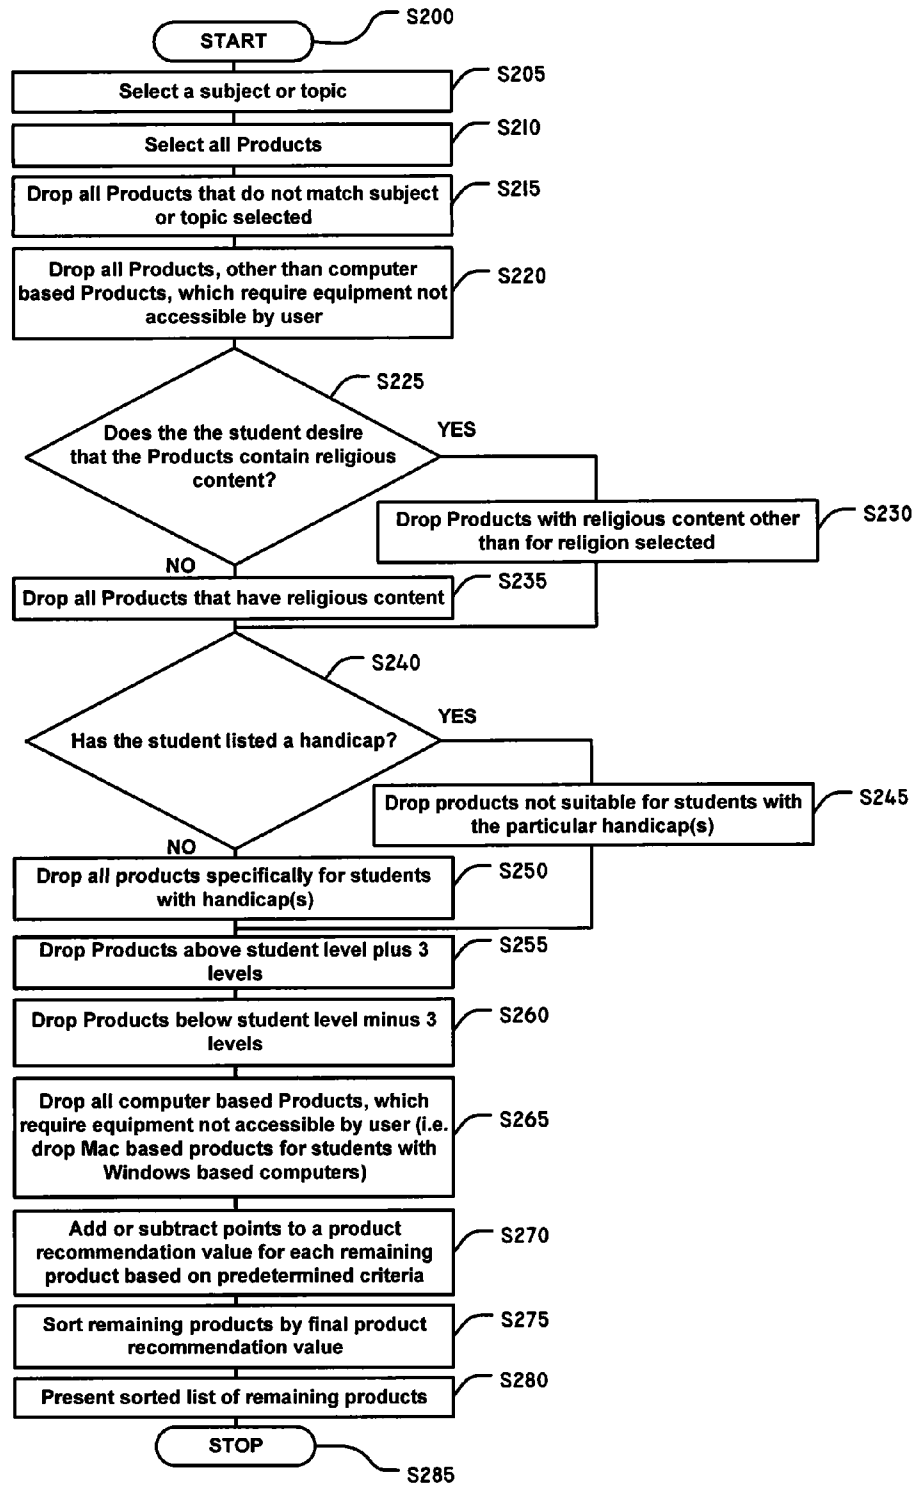 START
S200
Select a subject or topic
S205
Select all Products
S210
Drop all Products that do not match subject
or topic selected
S215
Drop all Products, other than computer
based Products, which require equipment not
accessible by user
S220
S225
Does the the student desire
that the Products contain religious
content?
YES
Drop Products with religious content other
than for religion selected
S230
NO
Drop all Products that have religious content
S235
S240
Has the student listed a handicap?
YES
Drop products not suitable for students with
the particular handicap(s)
S245
NO
Drop all products specifically for students
with handicap(s)
S250
Drop Products above student level plus 3
levels
S255
Drop Products below student level minus 3
levels
S260
Drop all computer based Products, which
require equipment not accessible by user (i.e.
drop Mac based products for students with
Windows based computers)
S265
Add or subtract points to a product
recommendation value for each remaining
product based on predetermined criteria
S270
Sort remaining products by final product
recommendation value
S275
Present sorted list of remaining products
S280
STOP
S285